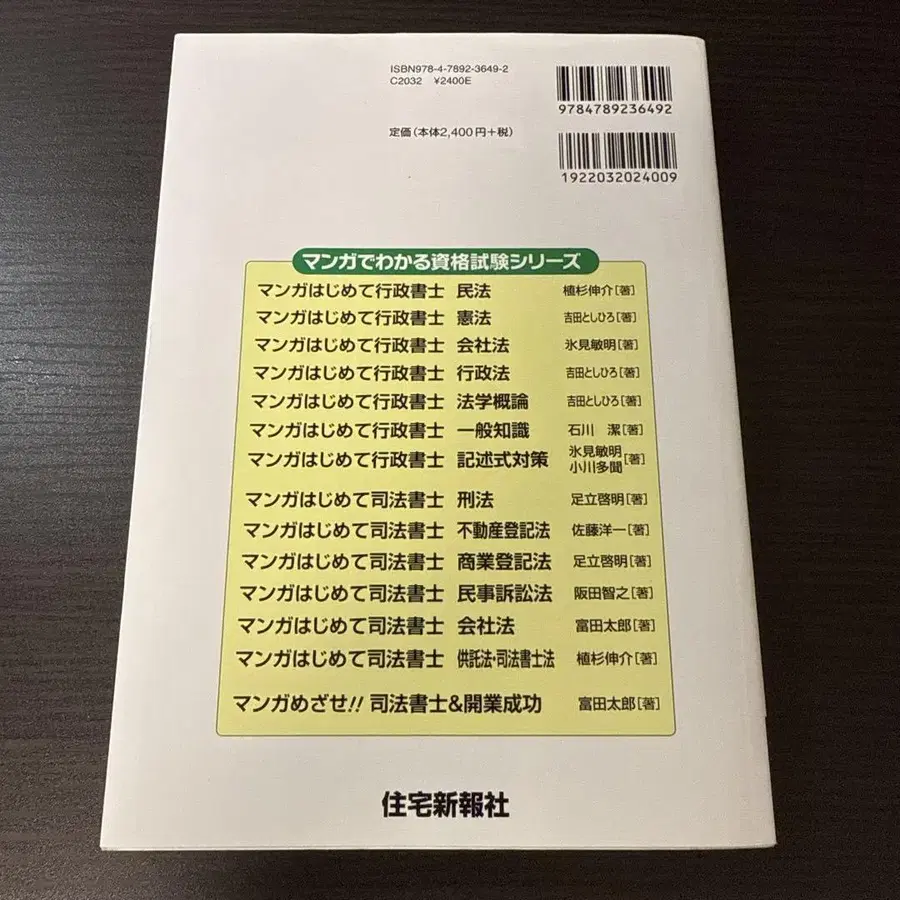 ISBN978-4-7892-3649-2
C2032 ¥2400E
9784789236492
定価(本体2,400円+税)
1922032024009
マンガでわかる資格試験シリーズ
マンガはじめて行政書士 民法 植杉伸介[著]
マンガはじめて行政書士 憲法 吉田としひろ[著]
マンガはじめて行政書士 会社法 氷見敏明[著]
マンガはじめて行政書士 行政法 吉田としひろ[著]
マンガはじめて行政書士 法学概論 吉田としひろ[著]
マンガはじめて行政書士 一般知識 石川 潔[著]
マンガはじめて行政書士 記述式対策 氷見敏明 小川多聞[著]
マンガはじめて司法書士 刑法 足立啓明[著]
マンガはじめて司法書士 不動産登記法 佐藤洋一[著]
マンガはじめて司法書士 商業登記法 足立啓明[著]
マンガはじめて司法書士 民事訴訟法 阪田智之[著]
マンガはじめて司法書士 会社法 富田太郎[著]
マンガはじめて司法書士 供託法・司法書士法 植杉伸介[著]
マンガめざせ!! 司法書士&開業成功 富田太郎[著]
住宅新報社